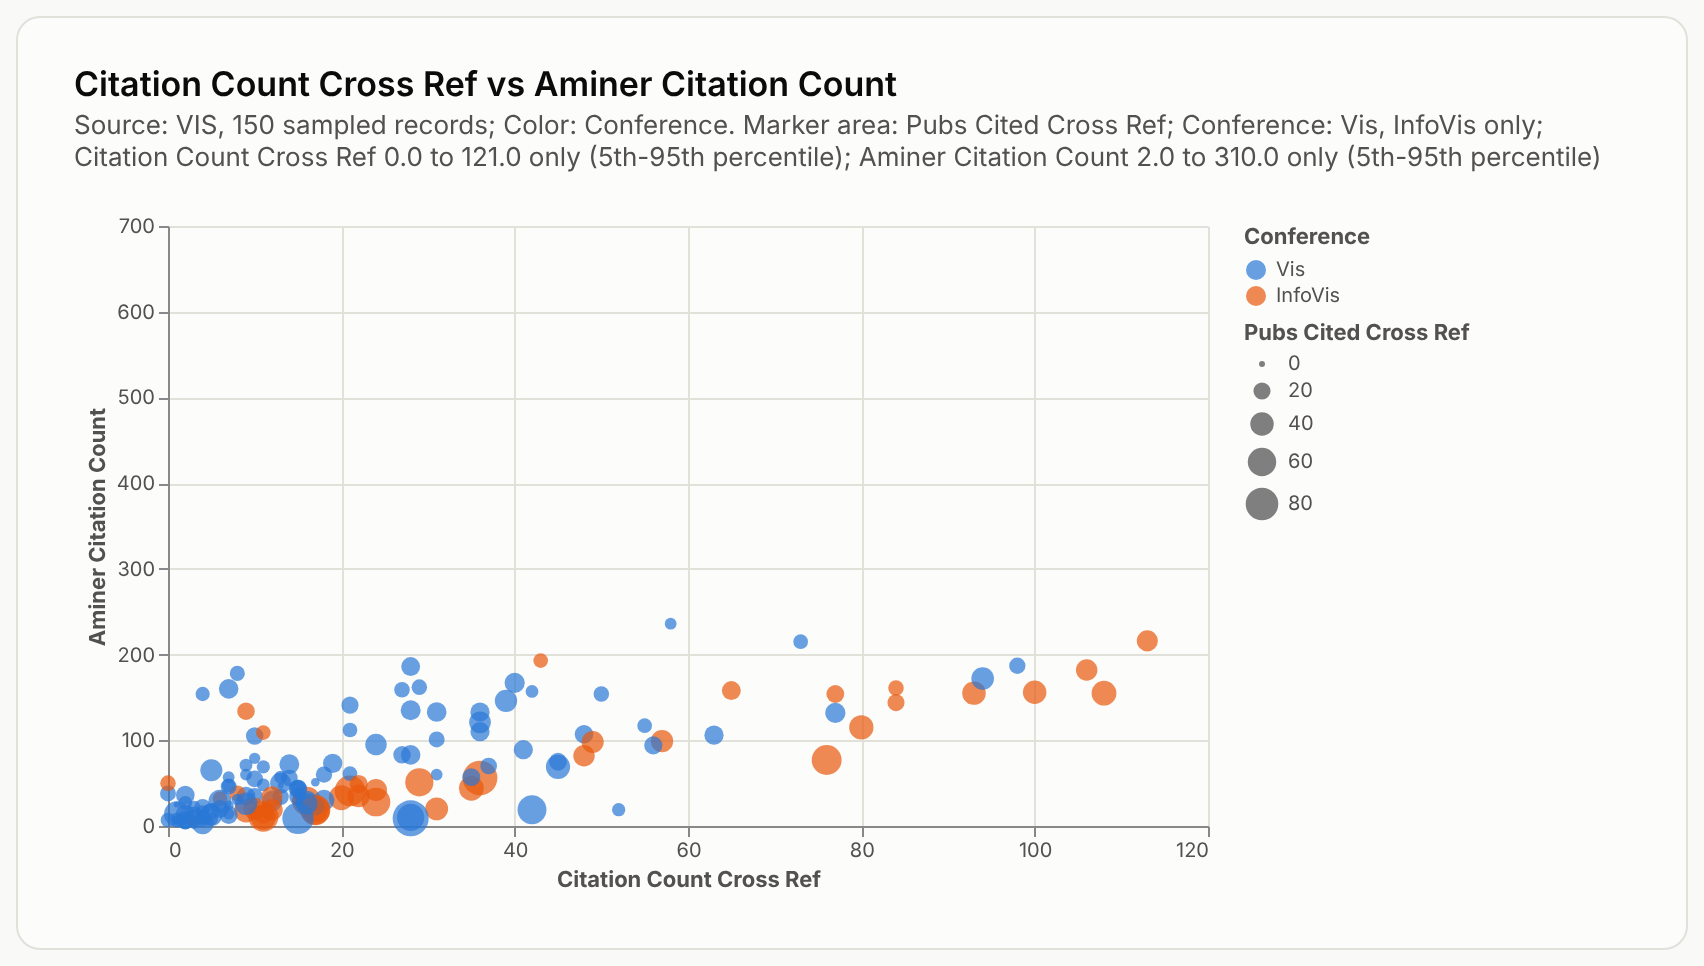 Citation Count Cross Ref vs Aminer Citation Count
Source: VIS, 150 sampled records; Color: Conference. Marker area: Pubs Cited Cross Ref; Conference: Vis, InfoVis only;
Citation Count Cross Ref 0.0 to 121.0 only (5th-95th percentile); Aminer Citation Count 2.0 to 310.0 only (5th-95th percentile)
700
600
500
400
300
200
100
0
Aminer Citation Count
0 20 40 60 80 100 120
Citation Count Cross Ref
Conference
Vis
InfoVis
Pubs Cited Cross Ref
0
20
40
60
80